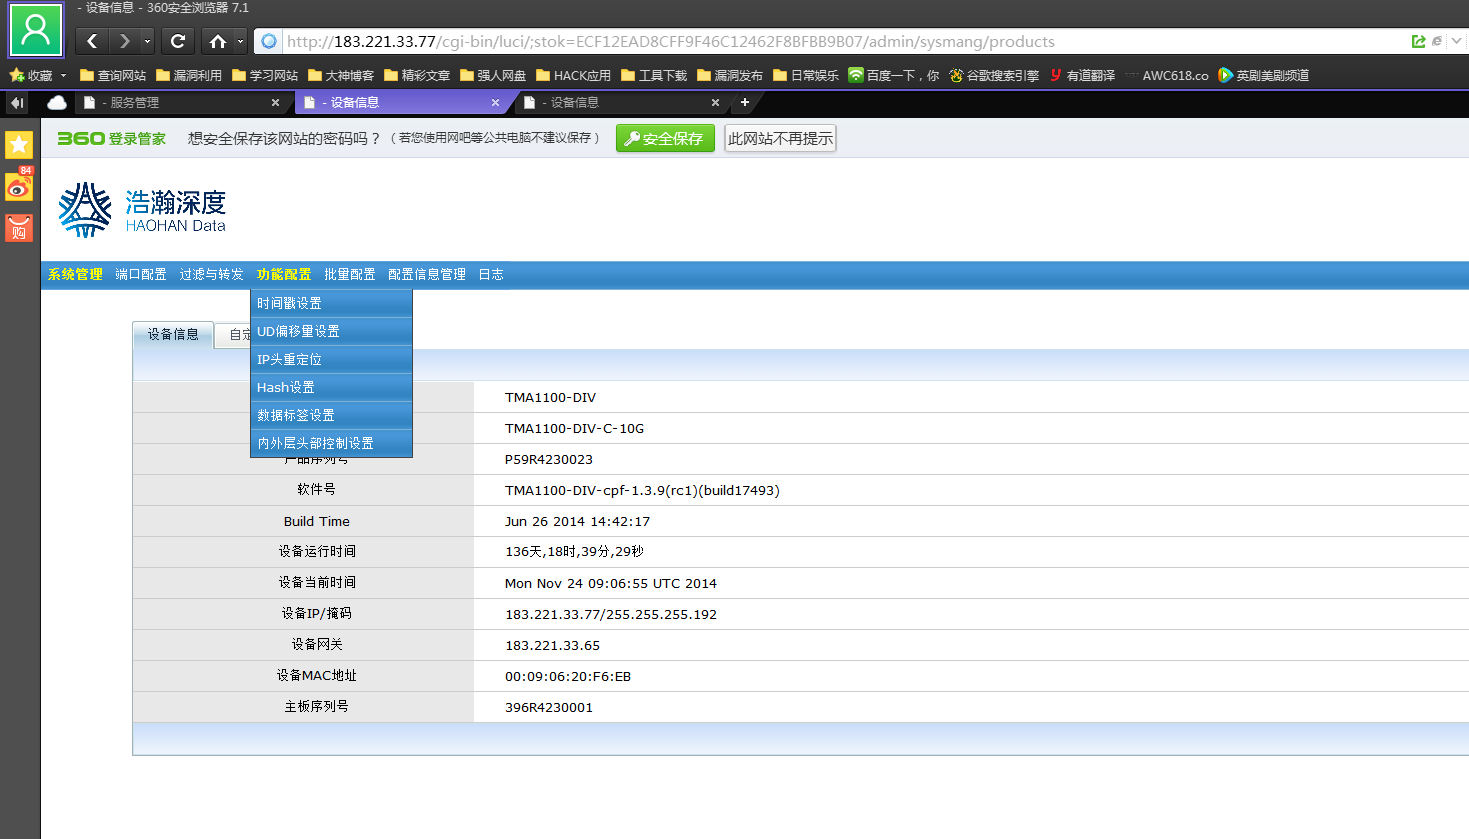 - 设备信息 - 360安全浏览器 7.1
http://183.221.33.77/cgi-bin/luci/;stok=ECF12EAD8CFF9F46C12462F8BFBB9B07/admin/sysmang/products
收藏 查询网站 漏洞利用 学习网站 大神博客 精彩文章 强人网盘 HACK应用 工具下载 漏洞发布 日常娱乐 百度一下，你 谷歌搜索引擎 有道翻译 AWC618.co 英剧美剧频道
- 服务管理 - 设备信息 - 设备信息
84
购
360 登录管家 想安全保存该网站的密码吗？（若您使用网吧等公共电脑不建议保存） 安全保存 此网站不再提示
浩瀚深度
HAOHAN Data
系统管理 端口配置 过滤与转发 功能配置 批量配置 配置信息管理 日志
时间戳设置
UD偏移量设置
IP头重定位
Hash设置
数据标签设置
内外层头部控制设置
设备信息 自定
TMA1100-DIV
TMA1100-DIV-C-10G
产品序列号 P59R4230023
软件号 TMA1100-DIV-cpf-1.3.9(rc1)(build17493)
Build Time Jun 26 2014 14:42:17
设备运行时间 136天,18时,39分,29秒
设备当前时间 Mon Nov 24 09:06:55 UTC 2014
设备IP/掩码 183.221.33.77/255.255.255.192
设备网关 183.221.33.65
设备MAC地址 00:09:06:20:F6:EB
主板序列号 396R4230001